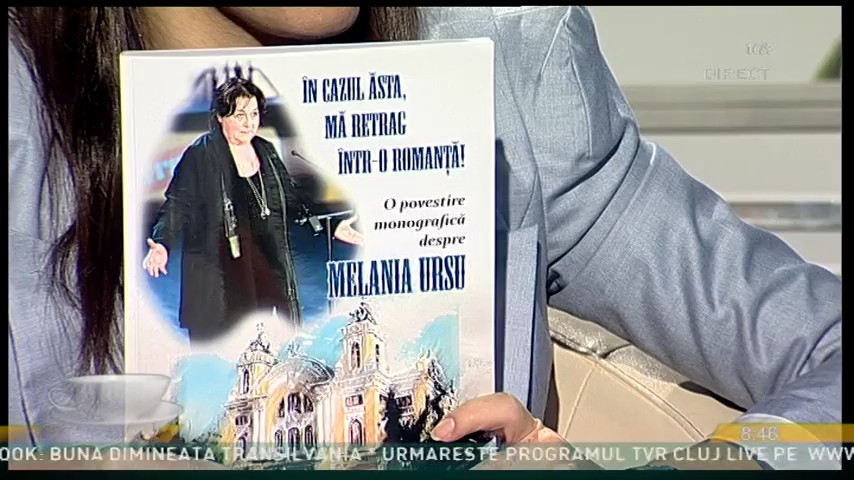 DIRECT
ÎN CAZUL ĂSTA,
MĂ RETRAG
ÎNTR-O ROMANȚĂ!
O povestire
monografică
despre
MELANIA URSU
8:46
OOK: BUNA DIMINEATA TRANSILVANIA * URMARESTE PROGRAMUL TVR CLUJ LIVE PE WWW